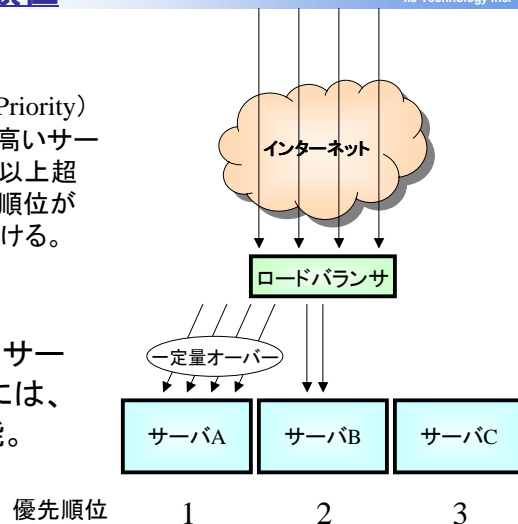 Priority）
高いサー
以上超
順位が
ける。
サー
には、
インターネット
ロードバランサ
一定量オーバー
サーバA
サーバB
サーバC
優先順位
1
2
3